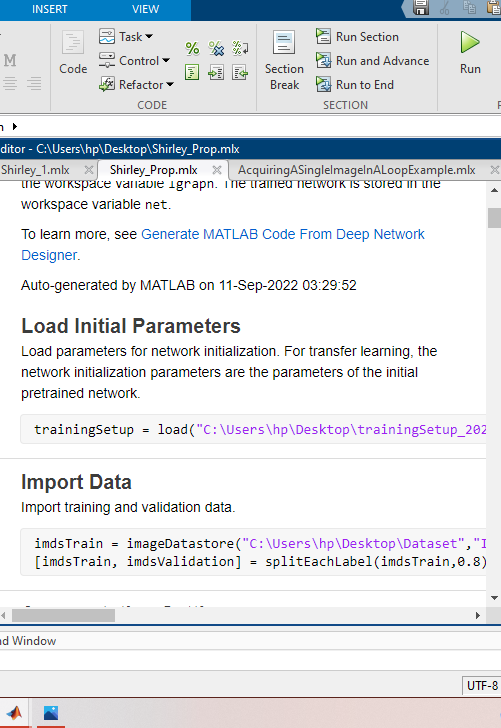 INSERT VIEW
Task
Control
Refactor
Code
CODE
Section
Break
Run Section
Run and Advance
Run to End
SECTION
Run
ditor - C:\Users\hp\Desktop\Shirley_Prop.mlx
Shirley_1.mlx Shirley_Prop.mlx AcquiringASingleImageInALoopExample.mlx
the workspace variable lgraph. The trained network is stored in the
workspace variable net.
To learn more, see Generate MATLAB Code From Deep Network
Designer.
Auto-generated by MATLAB on 11-Sep-2022 03:29:52
Load Initial Parameters
Load parameters for network initialization. For transfer learning, the
network initialization parameters are the parameters of the initial
pretrained network.
trainingSetup = load("C:\Users\hp\Desktop\trainingSetup_202
Import Data
Import training and validation data.
imdsTrain = imageDatastore("C:\Users\hp\Desktop\Dataset","I
[imdsTrain, imdsValidation] = splitEachLabel(imdsTrain,0.8)
nd Window
UTF-8